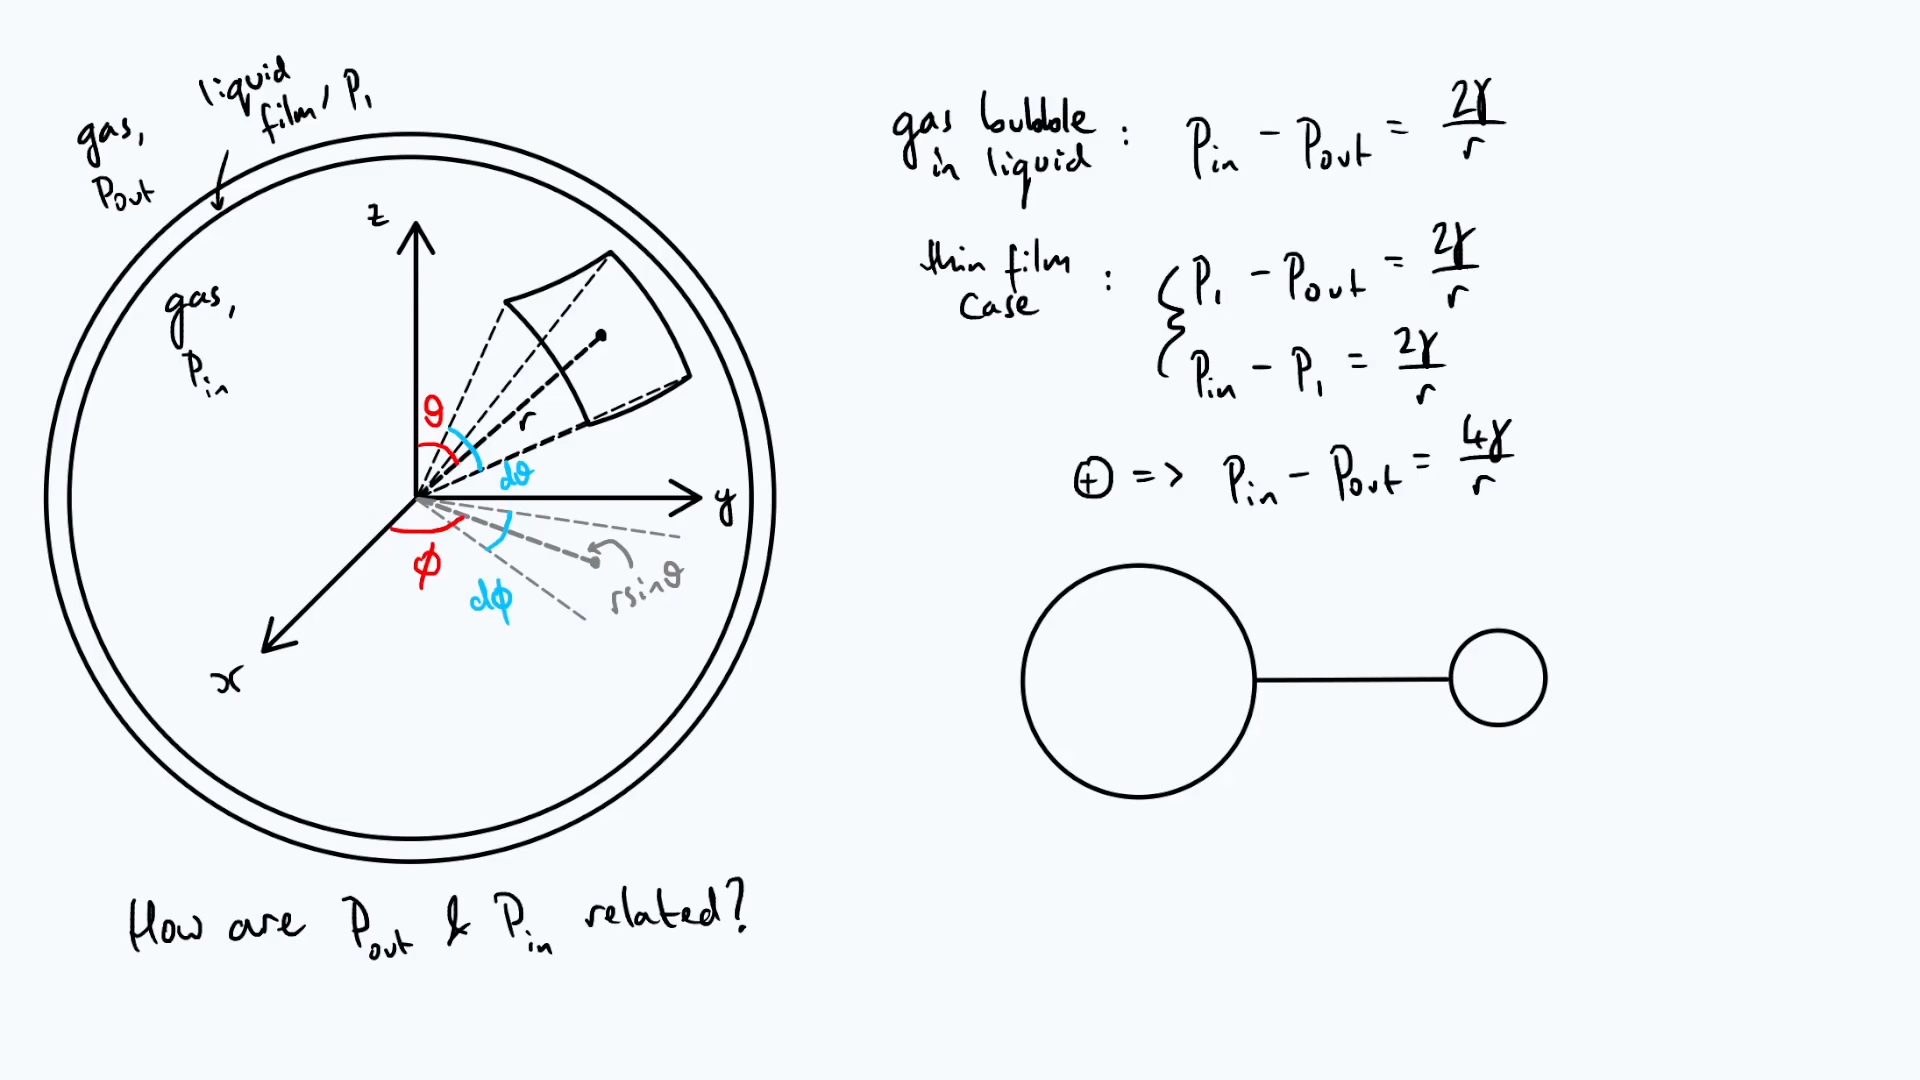 liquid
film, P₁
gas,
Pout
z
gas,
Pin
θ
r
dθ
y
ϕ
dϕ
rsinθ
x
How are Pout & Pin related?
gas bubble
in liquid : Pin - Pout = 2γ/r
thin film
case : { P₁ - Pout = 2γ/r
Pin - P₁ = 2γ/r
⊕ => Pin - Pout = 4γ/r